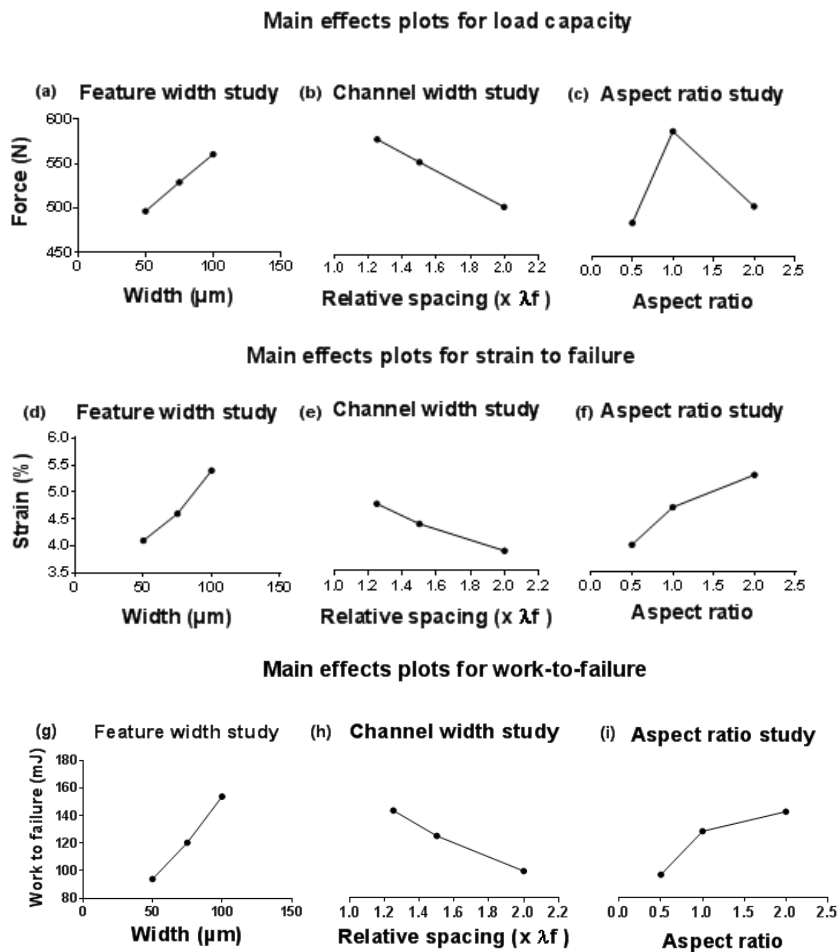 Main effects plots for load capacity
(a) Feature width study (b) Channel width study (c) Aspect ratio study
Force (N)
600
550
500
450
0 50 100 150 1.0 1.2 1.4 1.6 1.8 2.0 2.2 0.0 0.5 1.0 1.5 2.0 2.5
Width (µm) Relative spacing (x λf ) Aspect ratio
Main effects plots for strain to failure
(d) Feature width study (e) Channel width study (f) Aspect ratio study
Strain (%)
6.0
5.5
5.0
4.5
4.0
3.5
0 50 100 150 1.0 1.2 1.4 1.6 1.8 2.0 2.2 0.0 0.5 1.0 1.5 2.0 2.5
Width (µm) Relative spacing (x λf ) Aspect ratio
Main effects plots for work-to-failure
(g) Feature width study (h) Channel width study (i) Aspect ratio study
Work to failure (mJ)
180
160
140
120
100
80
0 50 100 150 1.0 1.2 1.4 1.6 1.8 2.0 2.2 0.0 0.5 1.0 1.5 2.0 2.5
Width (µm) Relative spacing (x λf ) Aspect ratio